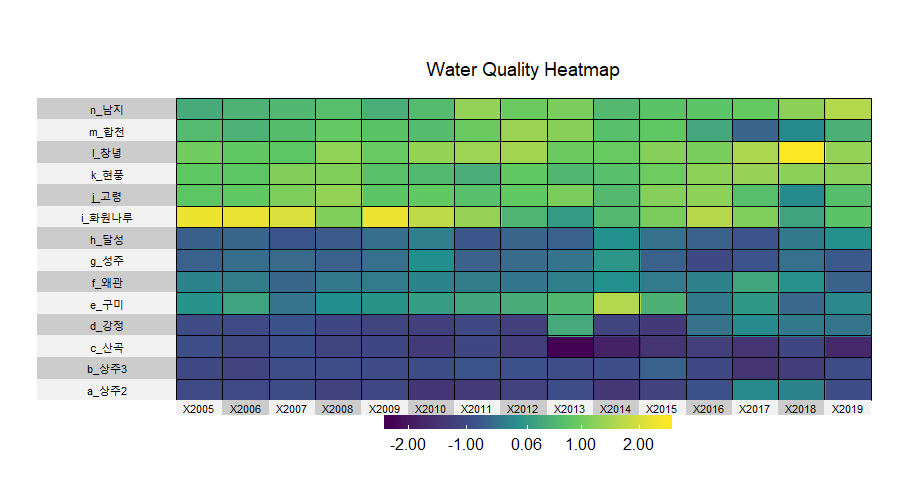 Water Quality Heatmap
n_남지
m_합천
l_창녕
k_현풍
j_고령
i_화원나루
h_달성
g_성주
f_왜관
e_구미
d_강정
c_산곡
b_상주3
a_상주2
X2005 X2006 X2007 X2008 X2009 X2010 X2011 X2012 X2013 X2014 X2015 X2016 X2017 X2018 X2019
-2.00 -1.00 0.06 1.00 2.00